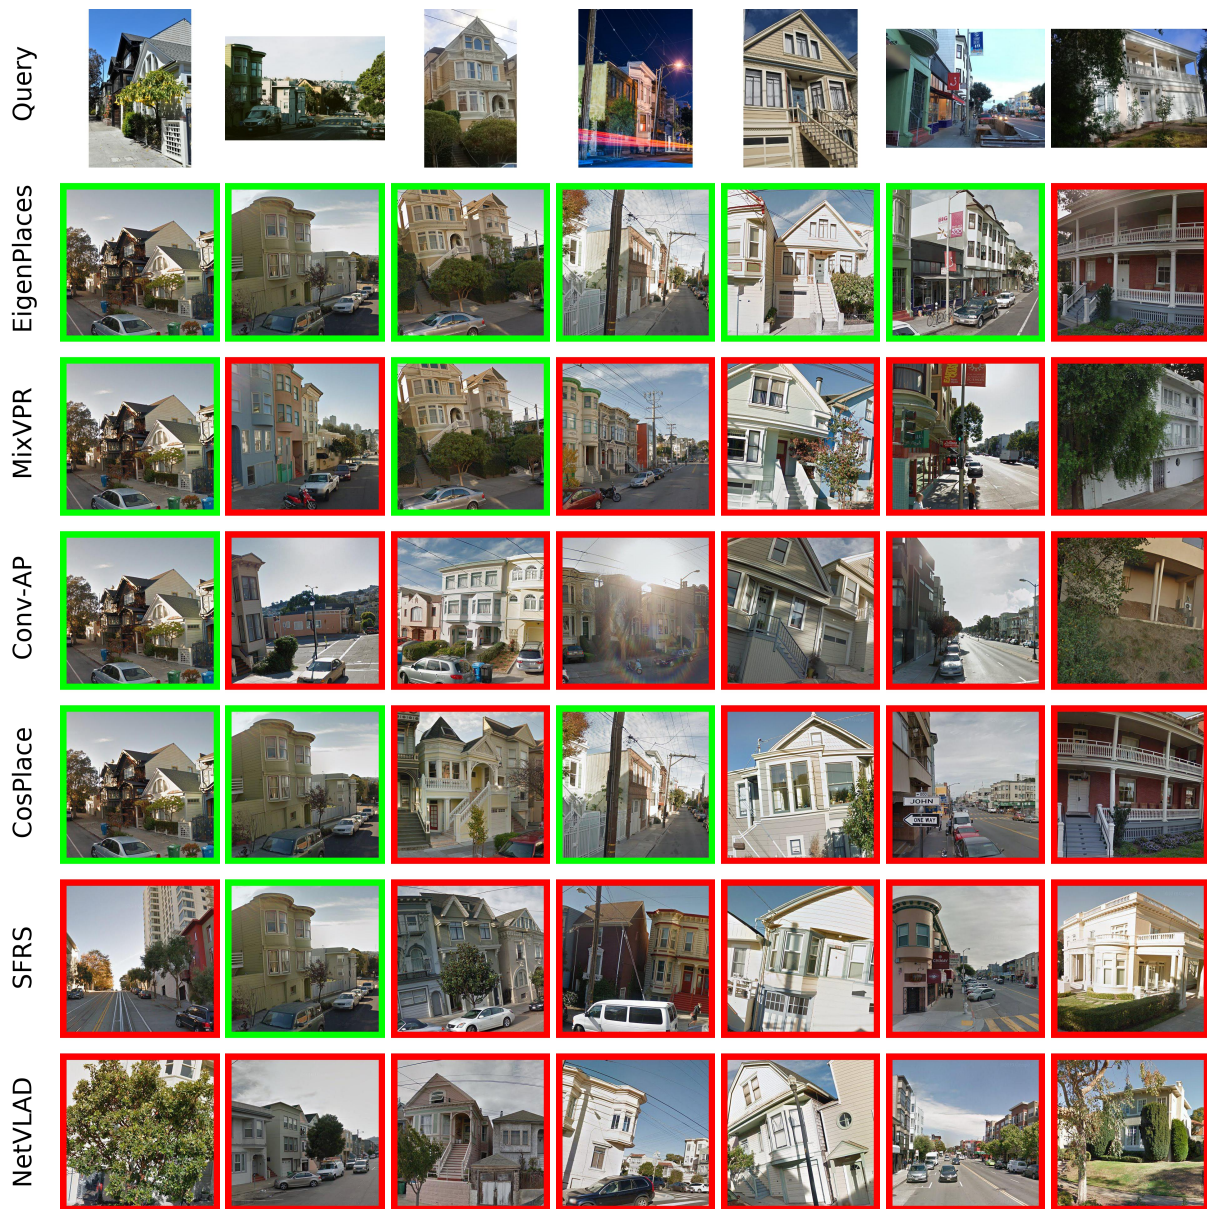 Query
EigenPlaces
MixVPR
Conv-AP
CosPlace
JOHN
ONE WAY
SFRS
NetVLAD